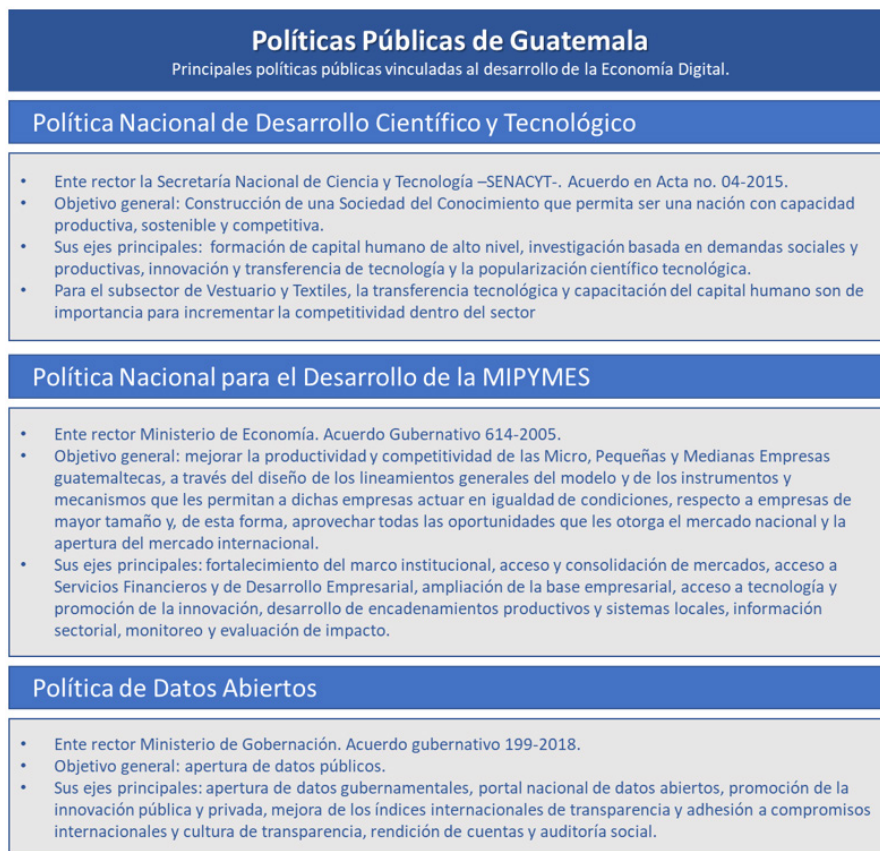 Políticas Públicas de Guatemala
Principales políticas públicas vinculadas al desarrollo de la Economía Digital.
Política Nacional de Desarrollo Científico y Tecnológico
• Ente rector la Secretaría Nacional de Ciencia y Tecnología –SENACYT-. Acuerdo en Acta no. 04-2015.
• Objetivo general: Construcción de una Sociedad del Conocimiento que permita ser una nación con capacidad
productiva, sostenible y competitiva.
• Sus ejes principales: formación de capital humano de alto nivel, investigación basada en demandas sociales y
productivas, innovación y transferencia de tecnología y la popularización científico tecnológica.
• Para el subsector de Vestuario y Textiles, la transferencia tecnológica y capacitación del capital humano son de
importancia para incrementar la competitividad dentro del sector
Política Nacional para el Desarrollo de la MIPYMES
• Ente rector Ministerio de Economía. Acuerdo Gubernativo 614-2005.
• Objetivo general: mejorar la productividad y competitividad de las Micro, Pequeñas y Medianas Empresas
guatemaltecas, a través del diseño de los lineamientos generales del modelo y de los instrumentos y
mecanismos que les permitan a dichas empresas actuar en igualdad de condiciones, respecto a empresas de
mayor tamaño y, de esta forma, aprovechar todas las oportunidades que les otorga el mercado nacional y la
apertura del mercado internacional.
• Sus ejes principales: fortalecimiento del marco institucional, acceso y consolidación de mercados, acceso a
Servicios Financieros y de Desarrollo Empresarial, ampliación de la base empresarial, acceso a tecnología y
promoción de la innovación, desarrollo de encadenamientos productivos y sistemas locales, información
sectorial, monitoreo y evaluación de impacto.
Política de Datos Abiertos
• Ente rector Ministerio de Gobernación. Acuerdo gubernativo 199-2018.
• Objetivo general: apertura de datos públicos.
• Sus ejes principales: apertura de datos gubernamentales, portal nacional de datos abiertos, promoción de la
innovación pública y privada, mejora de los índices internacionales de transparencia y adhesión a compromisos
internacionales y cultura de transparencia, rendición de cuentas y auditoría social.